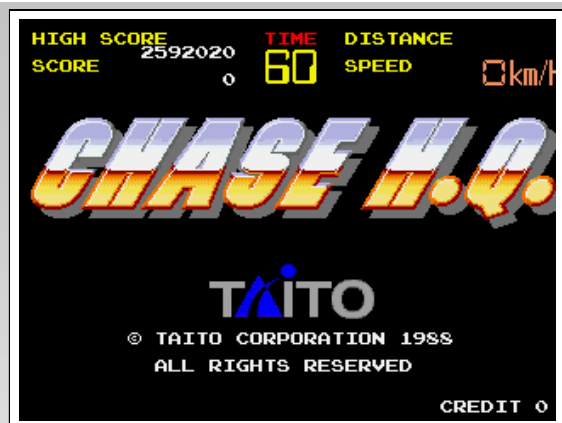 HIGH SCORE TIME DISTANCE
2592020
SCORE 60 SPEED 0km/h
0
CHASE H.Q.
TAITO
© TAITO CORPORATION 1988
ALL RIGHTS RESERVED
CREDIT 0